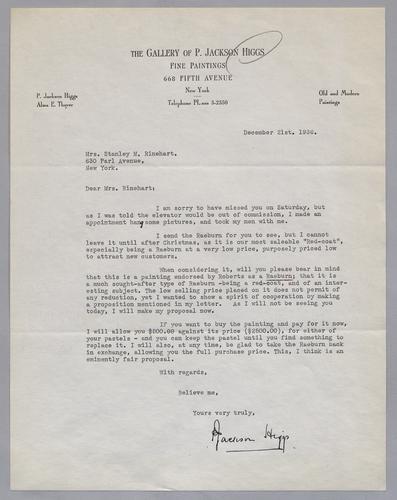 THE GALLERY OF P. JACKSON HIGGS
FINE PAINTINGS
668 FIFTH AVENUE
New York
Telephone PLaza 3-2330
P. Jackson Higgs
Alma E. Thayer
Old and Modern
Paintings
December 21st. 1936.
Mrs. Stanley M. Rinehart.
630 Parl Avenue,
New York.
Dear Mrs. Rinehart;
I am sorry to have missed you on Saturday, but
as I was told the elevator would be out of commission, I made an
appointment hang some pictures, and took my men with me.
I send the Raeburn for you to see, but I cannot
leave it until after Christmas, as it is our most saleable "Red-coat",
especially being a Raeburn at a very low price, purposely priced low
to attract new customers.
When considering it, will you please bear in mind
that this is a painting endorsed by Roberts as a Raeburn; that it is
a much sought-after type of Raeburn -being a red-coat, and of an inter-
esting subject. The low selling price placed on it does not permit of
any reduction, yet I wanted to show a spirit of cooperation by making
a proposition mentioned in my letter. As I will not be seeing you
today, I will make my proposal now.
If you want to buy the painting and pay for it now,
I will allow you $800.00 against its price ($2500.00), for either of
your pastels - and you can keep the pastel until you find something to
replace it. I will also, at any time, be glad to take the Raeburn back
in exchange, allowing you the full purchase price. This, I think is an
eminently fair proposal.
With regards,
Believe me,
Yours very truly,
P Jackson Higgs